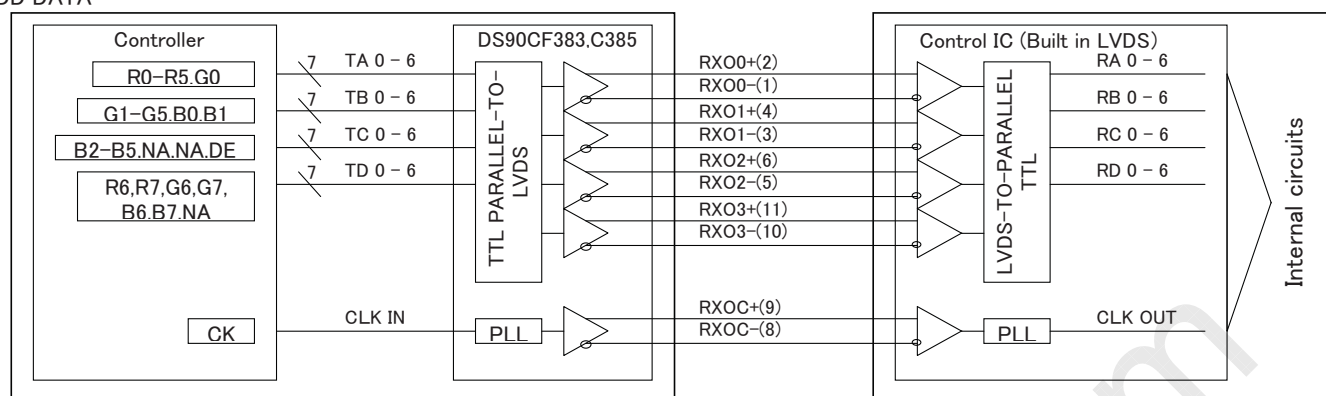 Controller
R0-R5.G0
G1-G5.B0.B1
B2-B5.NA.NA.DE
R6,R7,G6,G7,
B6.B7.NA
CK
7
TA 0 - 6
7
TB 0 - 6
7
TC 0 - 6
7
TD 0 - 6
CLK IN
DS90CF383,C385
TTL PARALLEL-TO-
LVDS
PLL
RXO0+(2)
RXO0-(1)
RXO1+(4)
RXO1-(3)
RXO2+(6)
RXO2-(5)
RXO3+(11)
RXO3-(10)
RXOC+(9)
RXOC-(8)
Control IC (Built in LVDS)
LVDS-TO-PARALLEL
TTL
PLL
RA 0 - 6
RB 0 - 6
RC 0 - 6
RD 0 - 6
CLK OUT
Internal circuits